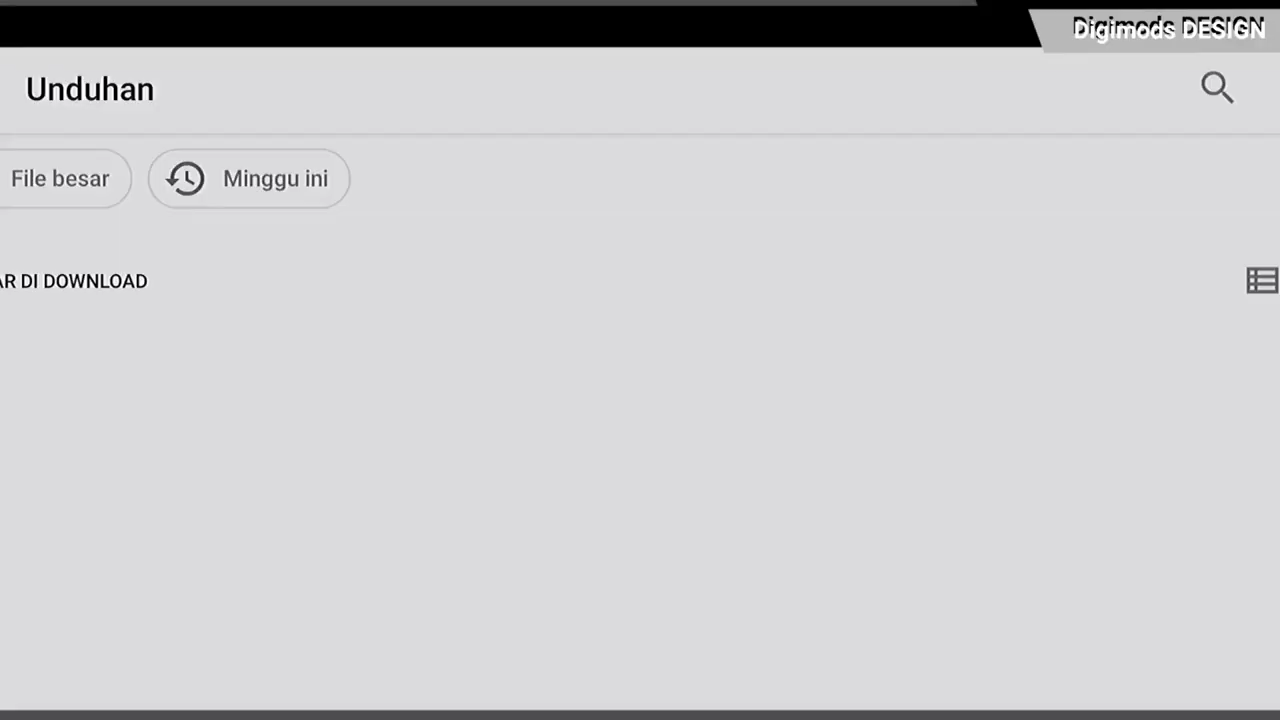 Digimods DESIGN
Unduhan
File besar
Minggu ini
AR DI DOWNLOAD